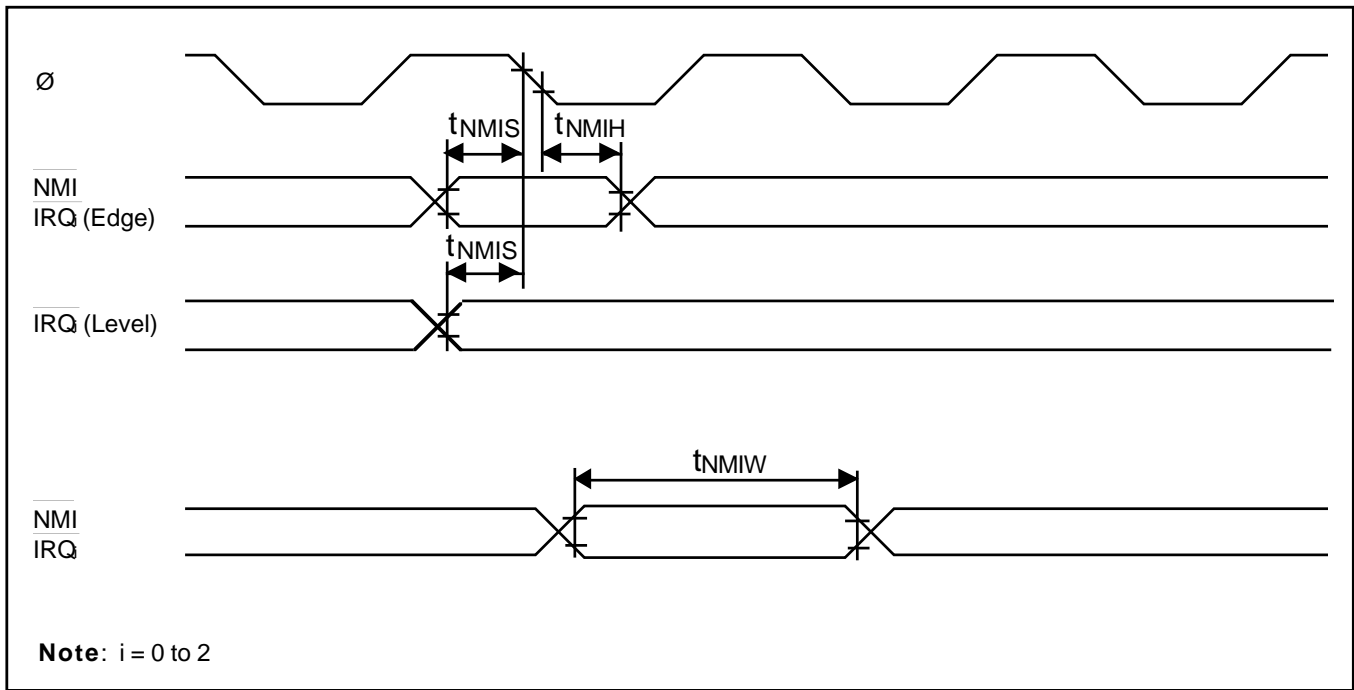 Ø
tNMIS
tNMIH
NMI
IRQi (Edge)
tNMIS
IRQi (Level)
tNMIW
NMI
IRQi
Note: i = 0 to 2